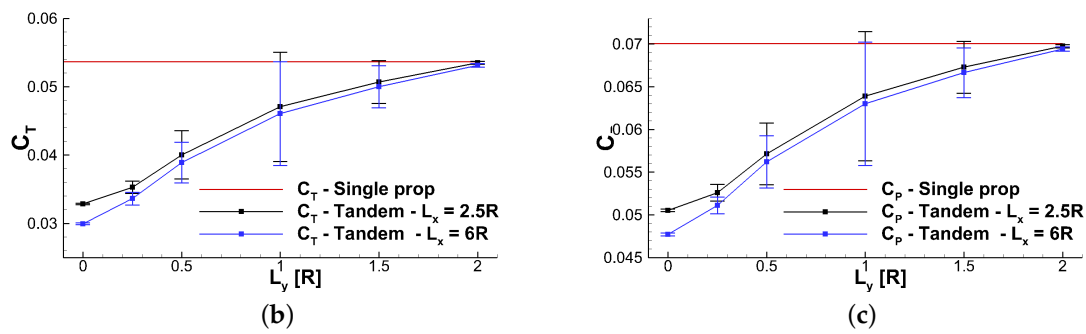 0.06
0.05
0.04
0.03
C_T
C_T - Single prop
C_T - Tandem - L_x = 2.5R
C_T - Tandem - L_x = 6R
0 0.5 1 1.5 2
L_y [R]
(b)
0.07
0.065
0.06
0.055
0.05
0.045
C
C_P - Single prop
C_P - Tandem - L_x = 2.5R
C_P - Tandem - L_x = 6R
0 0.5 1 1.5 2
L_y [R]
(c)